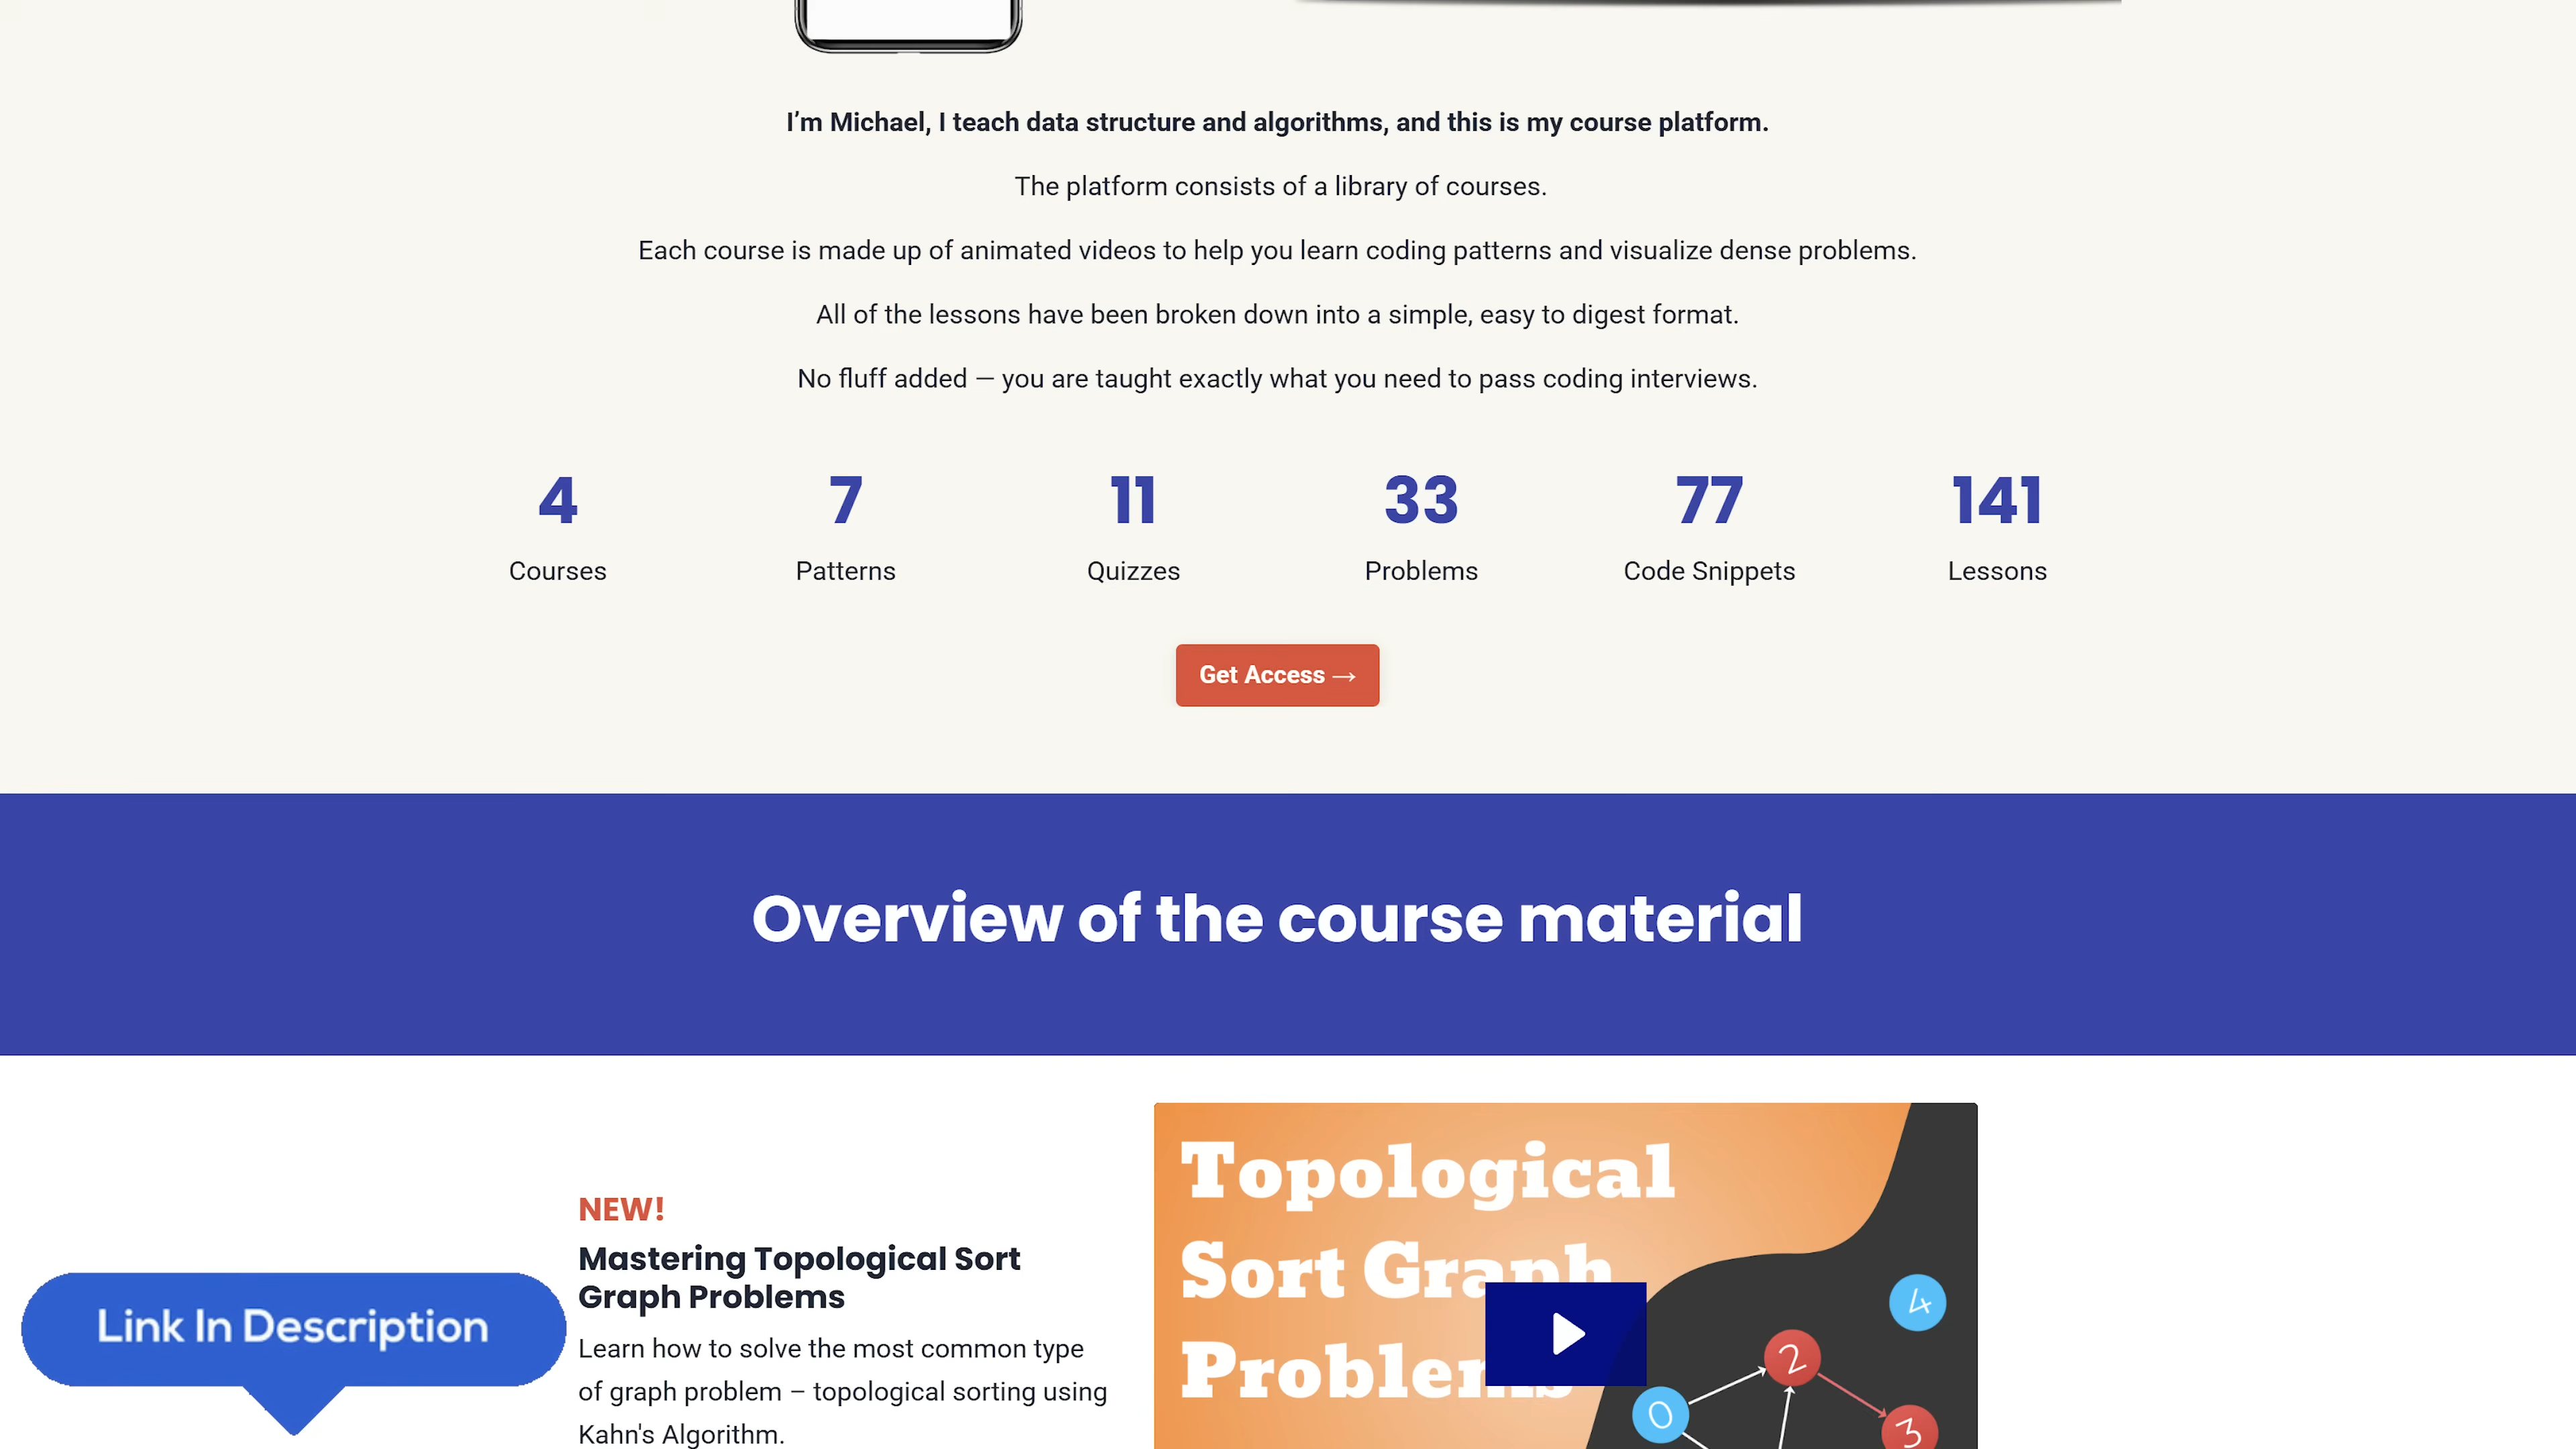 I’m Michael, I teach data structure and algorithms, and this is my course platform.
The platform consists of a library of courses.
Each course is made up of animated videos to help you learn coding patterns and visualize dense problems.
All of the lessons have been broken down into a simple, easy to digest format.
No fluff added — you are taught exactly what you need to pass coding interviews.
4 7 11 33 77 141
Courses Patterns Quizzes Problems Code Snippets Lessons
Get Access →
Overview of the course material
NEW!
Mastering Topological Sort
Graph Problems
Learn how to solve the most common type
of graph problem – topological sorting using
Kahn's Algorithm.
Link In Description
Topological
Sort Graph
Problems
4
2
0
3